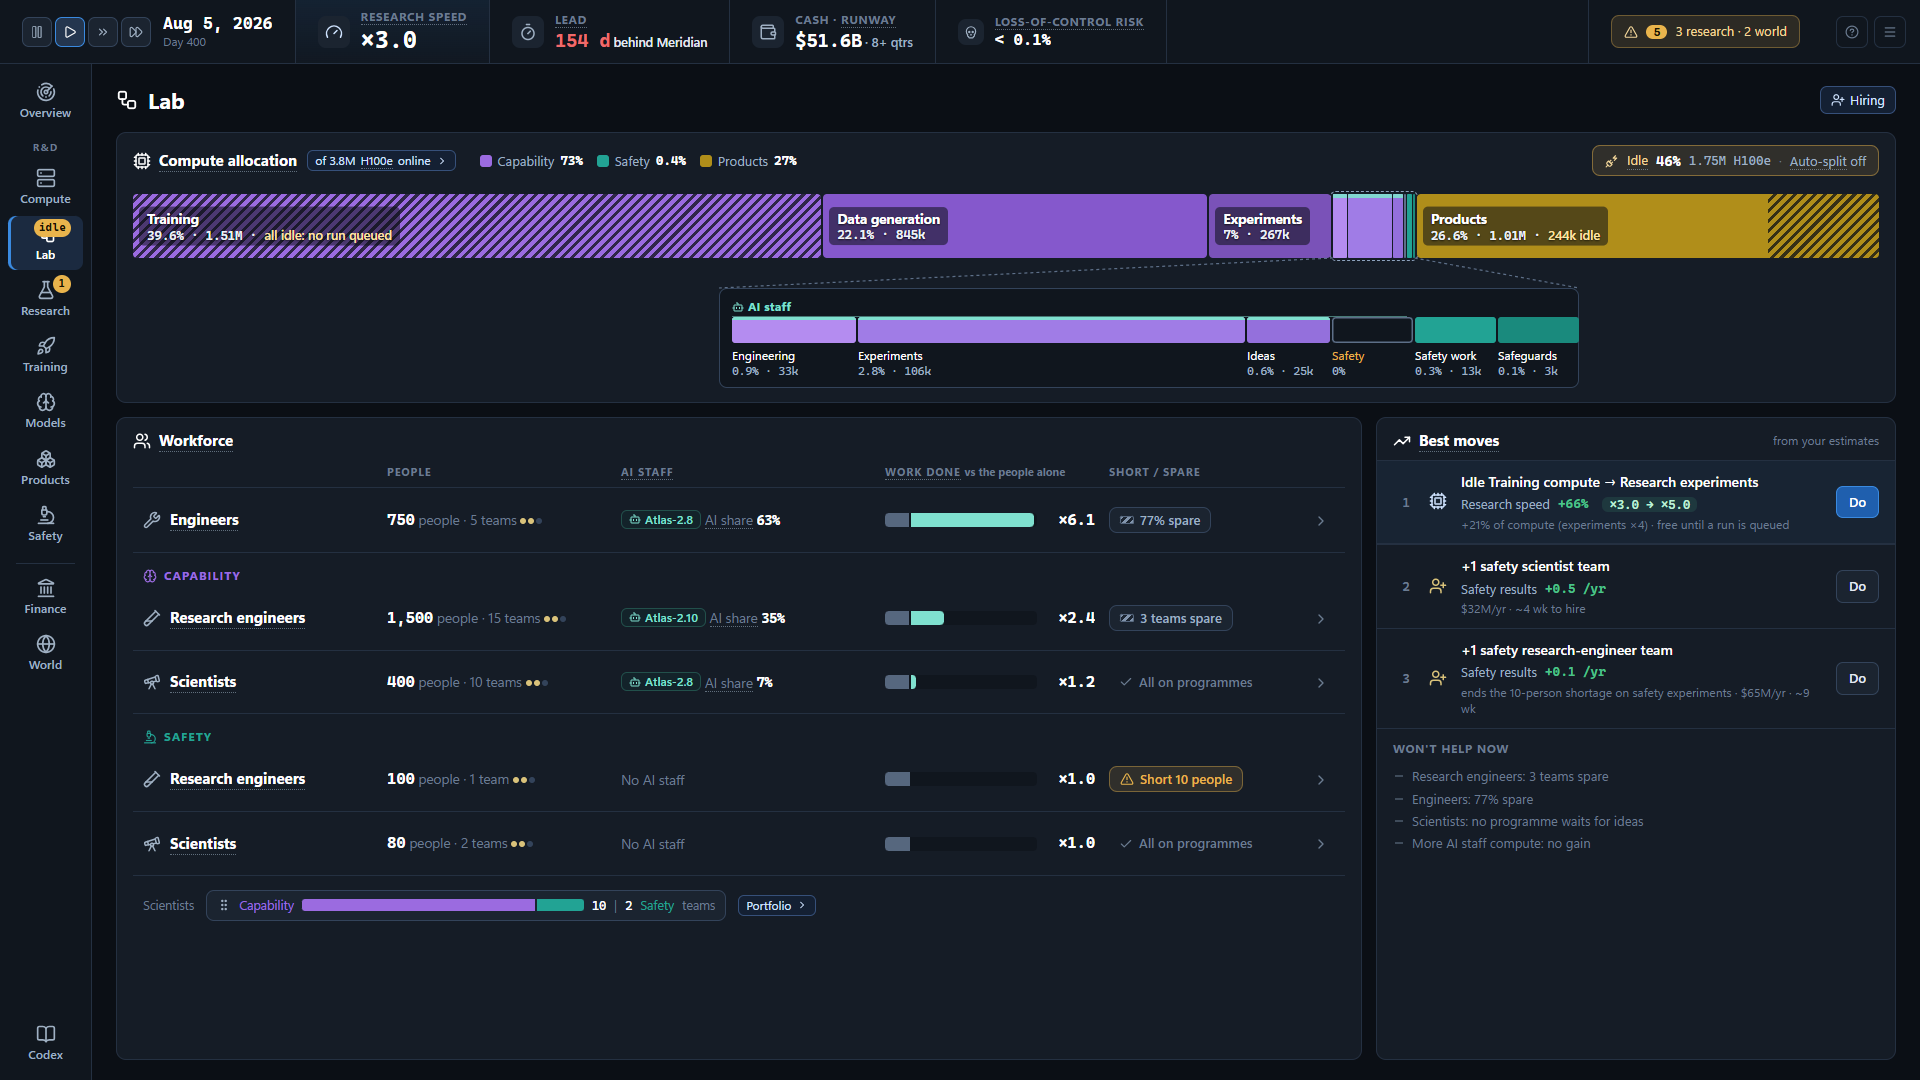 Aug 5, 2026
Day 400
RESEARCH SPEED
×3.0
LEAD
154 d behind Meridian
CASH · RUNWAY
$51.6B · 8+ qtrs
LOSS-OF-CONTROL RISK
< 0.1%
5 3 research · 2 world
Overview
R&D
Compute
idle
Lab
1
Research
Training
Models
Products
Safety
Finance
World
Codex
Lab
Hiring
Compute allocation
of 3.8M H100e online
Capability 73%
Safety 0.4%
Products 27%
Idle 46% 1.75M H100e · Auto-split off
Training
39.6% · 1.51M · all idle: no run queued
Data generation
22.1% · 845k
Experiments
7% · 267k
Products
26.6% · 1.01M · 244k idle
AI staff
Engineering
0.9% · 33k
Experiments
2.8% · 106k
Ideas
0.6% · 25k
Safety
0%
Safety work
0.3% · 13k
Safeguards
0.1% · 3k
Workforce
PEOPLE
AI STAFF
WORK DONE vs the people alone
SHORT / SPARE
Engineers
750 people · 5 teams
Atlas-2.8 AI share 63%
×6.1
77% spare
CAPABILITY
Research engineers
1,500 people · 15 teams
Atlas-2.10 AI share 35%
×2.4
3 teams spare
Scientists
400 people · 10 teams
Atlas-2.8 AI share 7%
×1.2
All on programmes
SAFETY
Research engineers
100 people · 1 team
No AI staff
×1.0
Short 10 people
Scientists
80 people · 2 teams
No AI staff
×1.0
All on programmes
Scientists
Capability 10 | 2 Safety teams
Portfolio
Best moves
from your estimates
1
Idle Training compute → Research experiments
Research speed +66% ×3.0 → ×5.0
+21% of compute (experiments ×4) · free until a run is queued
Do
2
+1 safety scientist team
Safety results +0.5 /yr
$32M/yr · ~4 wk to hire
Do
3
+1 safety research-engineer team
Safety results +0.1 /yr
ends the 10-person shortage on safety experiments · $65M/yr · ~9
wk
Do
WON'T HELP NOW
— Research engineers: 3 teams spare
— Engineers: 77% spare
— Scientists: no programme waits for ideas
— More AI staff compute: no gain